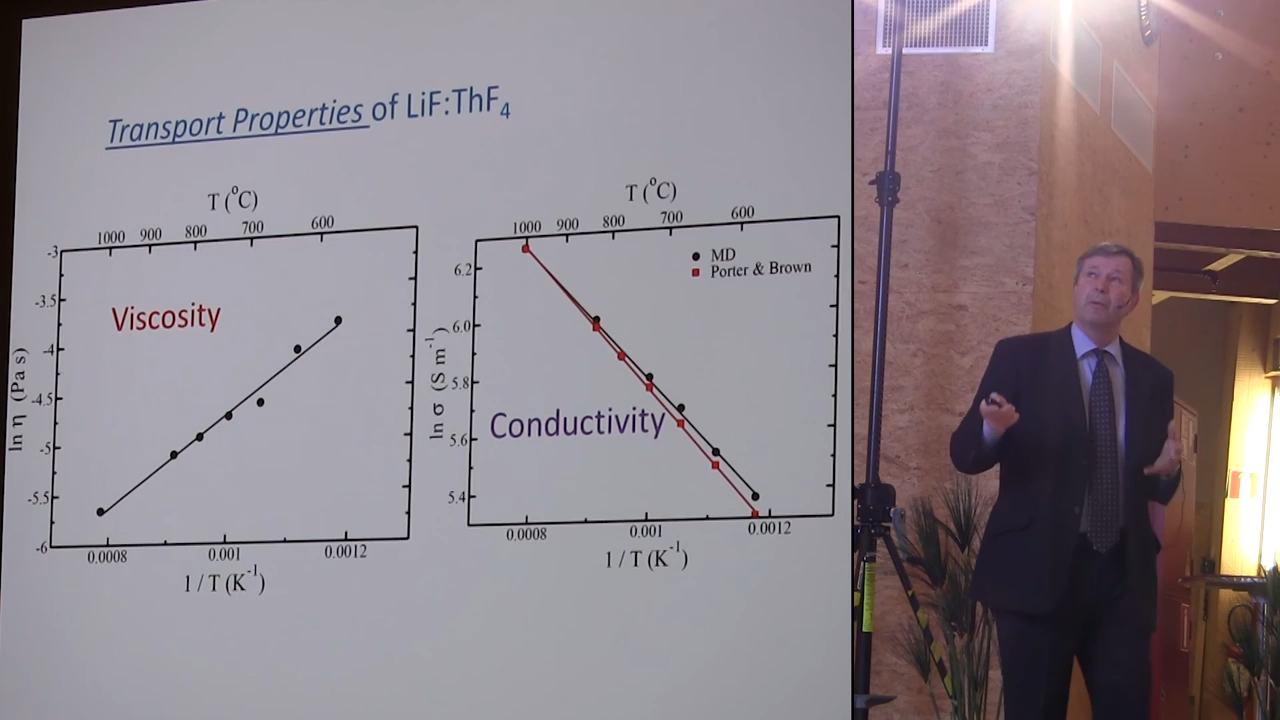 Transport Properties of LiF:ThF4
T (°C)
1000 900 800 700 600
-3
-3.5
-4
-4.5
-5
-5.5
-6
ln η (Pa s)
Viscosity
0.0008 0.001 0.0012
1 / T (K-1)
T (°C)
1000 900 800 700 600
6.2
6.0
5.8
5.6
5.4
ln σ (S m-1)
MD
Porter & Brown
Conductivity
0.0008 0.001 0.0012
1 / T (K-1)